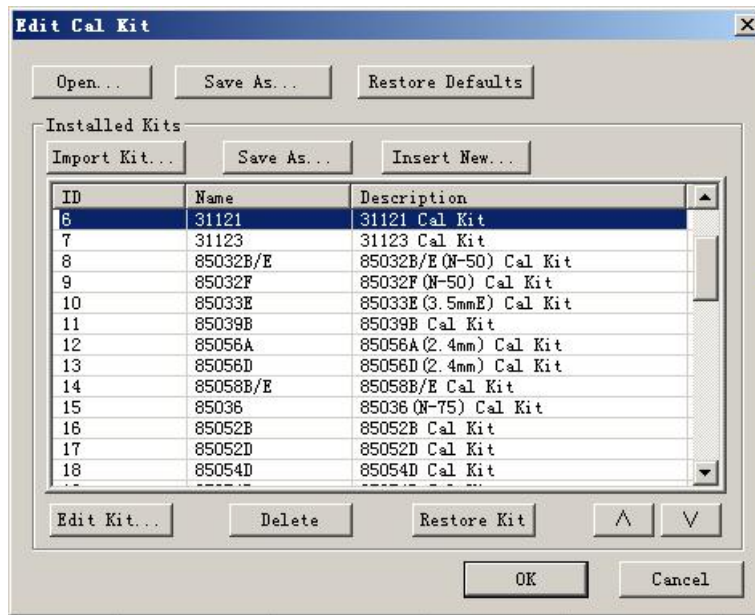 Edit Cal Kit
Open... Save As... Restore Defaults
Installed Kits
Import Kit... Save As... Insert New...
ID Name Description
6 31121 31121 Cal Kit
7 31123 31123 Cal Kit
8 85032B/E 85032B/E(N-50) Cal Kit
9 85032F 85032F(N-50) Cal Kit
10 85033E 85033E(3.5mmE) Cal Kit
11 85039B 85039B Cal Kit
12 85056A 85056A(2.4mm) Cal Kit
13 85056D 85056D(2.4mm) Cal Kit
14 85058B/E 85058B/E Cal Kit
15 85036 85036(N-75) Cal Kit
16 85052B 85052B Cal Kit
17 85052D 85052D Cal Kit
18 85054D 85054D Cal Kit
Edit Kit... Delete Restore Kit
OK Cancel